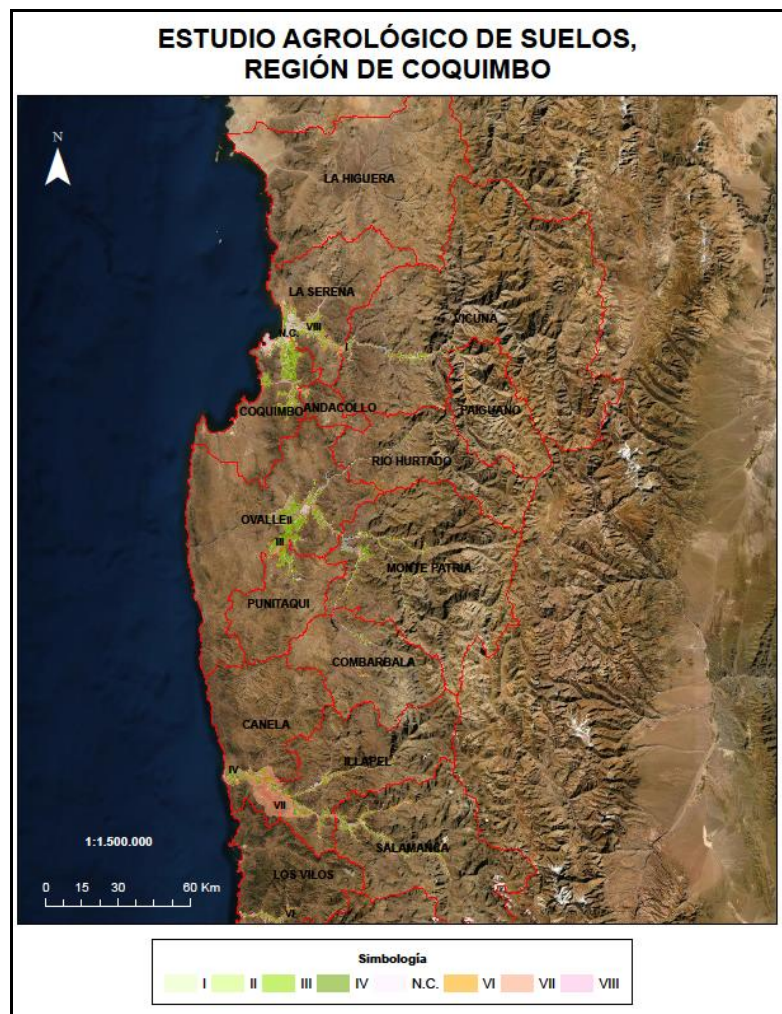 ESTUDIO AGROLÓGICO DE SUELOS,
REGIÓN DE COQUIMBO
N
LA HIGUERA
LA SERENA
N.C.
VIII
VICUNA
I
COQUIMBO
ANDACOLLO
PAIGUANO
RIO HURTADO
OVALLE
II
III
MONTE PATRIA
PUNITAQUI
COMBARBALA
CANELA
IV
ILLAPEL
VII
1:1.500.000
SALAMANCA
LOS VILOS
0 15 30 60 Km
VI
Simbología
I II III IV N.C. VI VII VIII